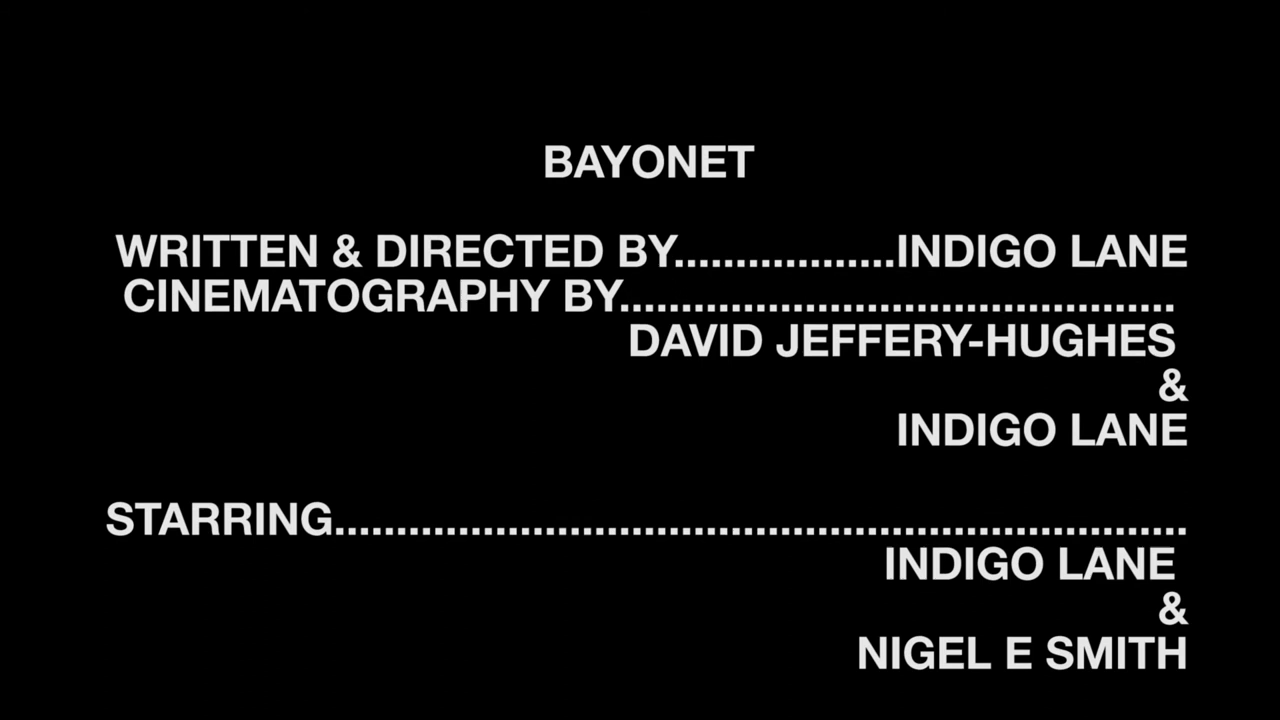 BAYONET
WRITTEN & DIRECTED BY..................INDIGO LANE
CINEMATOGRAPHY BY.............................................
DAVID JEFFERY-HUGHES
&
INDIGO LANE
STARRING.....................................................................
INDIGO LANE
&
NIGEL E SMITH